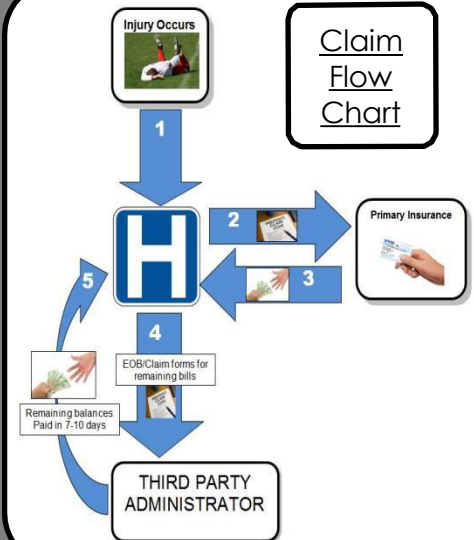 Injury Occurs
Claim
Flow
Chart
1
H
2
Primary Insurance
3
5
4
EOB/Claim forms for
remaining bills
Remaining balances
Paid in 7-10 days
THIRD PARTY
ADMINISTRATOR